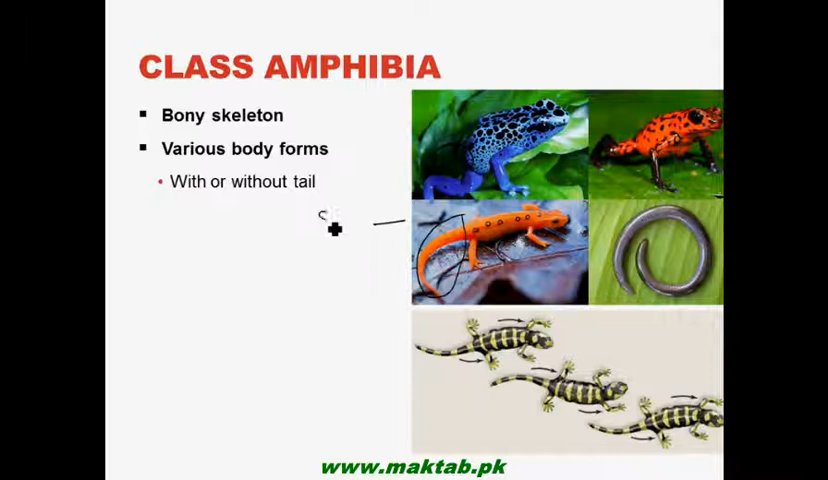 CLASS AMPHIBIA
Bony skeleton
Various body forms
With or without tail
www.maktab.pk